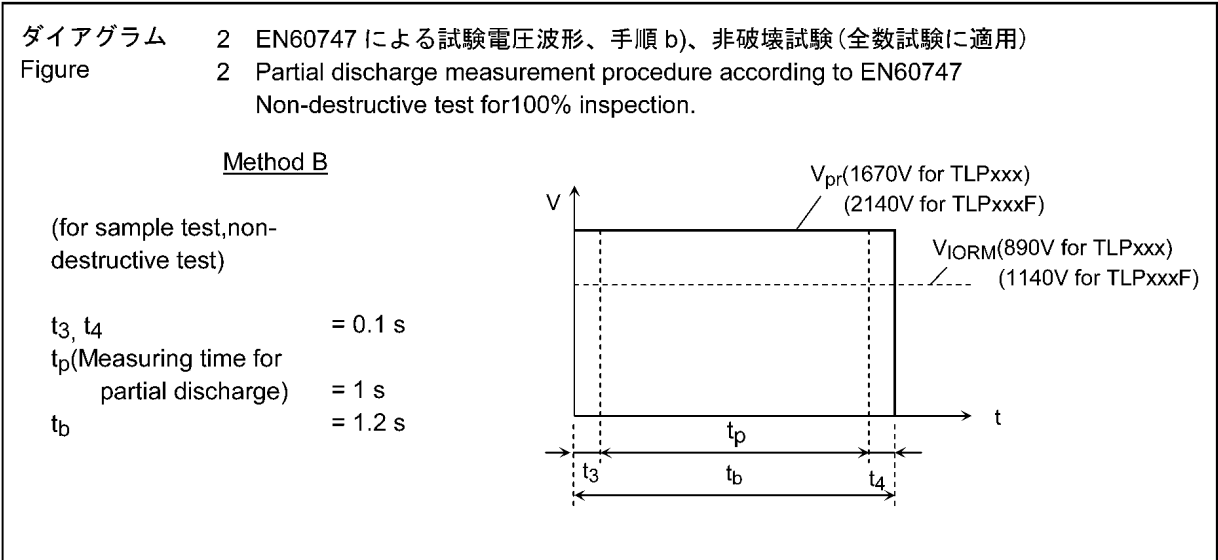 ダイアグラム 2 EN60747 による試験電圧波形、手順 b)、非破壊試験(全数試験に適用)
Figure 2 Partial discharge measurement procedure according to EN60747
Non-destructive test for100% inspection.
Method B
(for sample test,non-
destructive test)
t3, t4 = 0.1 s
tp(Measuring time for
partial discharge) = 1 s
tb = 1.2 s
V
Vpr(1670V for TLPxxx)
(2140V for TLPxxxF)
VIORM(890V for TLPxxx)
(1140V for TLPxxxF)
t
tp
t3
tb
t4